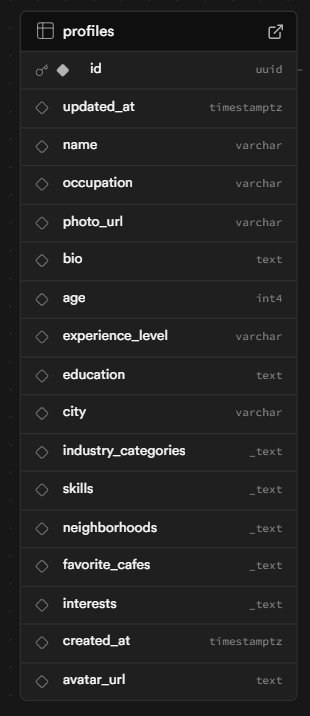 profiles
id uuid
updated_at timestamptz
name varchar
occupation varchar
photo_url varchar
bio text
age int4
experience_level varchar
education text
city varchar
industry_categories _text
skills _text
neighborhoods _text
favorite_cafes _text
interests _text
created_at timestamptz
avatar_url text